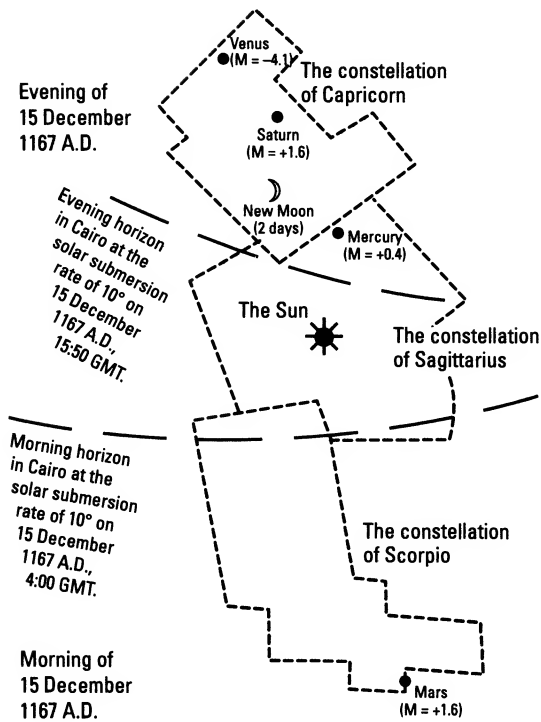 Venus
(M = –4.1)
Evening of
15 December
1167 A.D.
The constellation
of Capricorn
Saturn
(M = +1.6)
New Moon
(2 days)
Mercury
(M = +0.4)
Evening horizon
in Cairo at the
solar submersion
rate of 10° on
15 December
1167 A.D.,
15:50 GMT.
The Sun
The constellation
of Sagittarius
Morning horizon
in Cairo at the
solar submersion
rate of 10° on
15 December
1167 A.D.,
4:00 GMT.
The constellation
of Scorpio
Morning of
15 December
1167 A.D.
Mars
(M = +1.6)